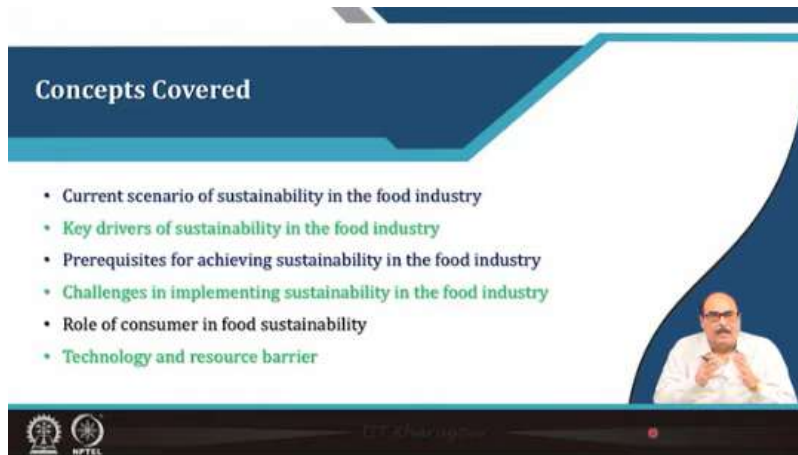 Concepts Covered
• Current scenario of sustainability in the food industry
• Key drivers of sustainability in the food industry
• Prerequisites for achieving sustainability in the food industry
• Challenges in implementing sustainability in the food industry
• Role of consumer in food sustainability
• Technology and resource barrier
NPTEL